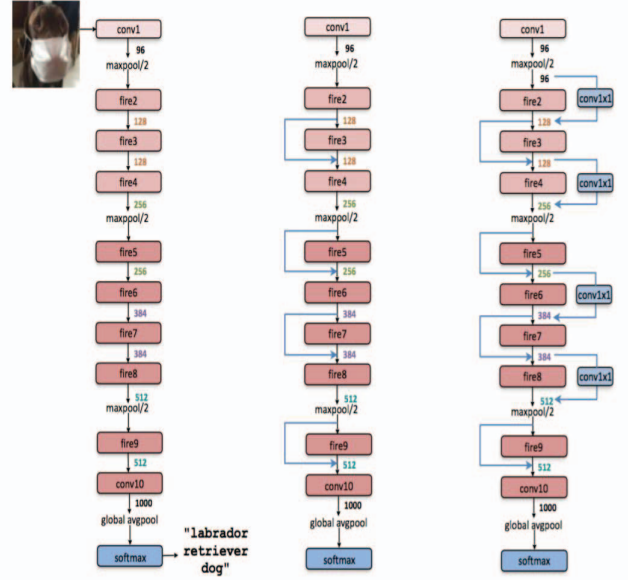 conv1
96
maxpool/2
fire2
128
fire3
128
fire4
256
maxpool/2
fire5
256
fire6
384
fire7
384
fire8
512
maxpool/2
fire9
512
conv10
1000
global avgpool
softmax
"labrador
retriever
dog"
conv1
96
maxpool/2
fire2
128
fire3
128
fire4
256
maxpool/2
fire5
256
fire6
384
fire7
384
fire8
512
maxpool/2
fire9
512
conv10
1000
global avgpool
softmax
conv1
96
maxpool/2
96
fire2
conv1x1
128
fire3
128
fire4
conv1x1
256
maxpool/2
fire5
256
fire6
conv1x1
384
fire7
384
fire8
conv1x1
512
maxpool/2
fire9
512
conv10
1000
global avgpool
softmax